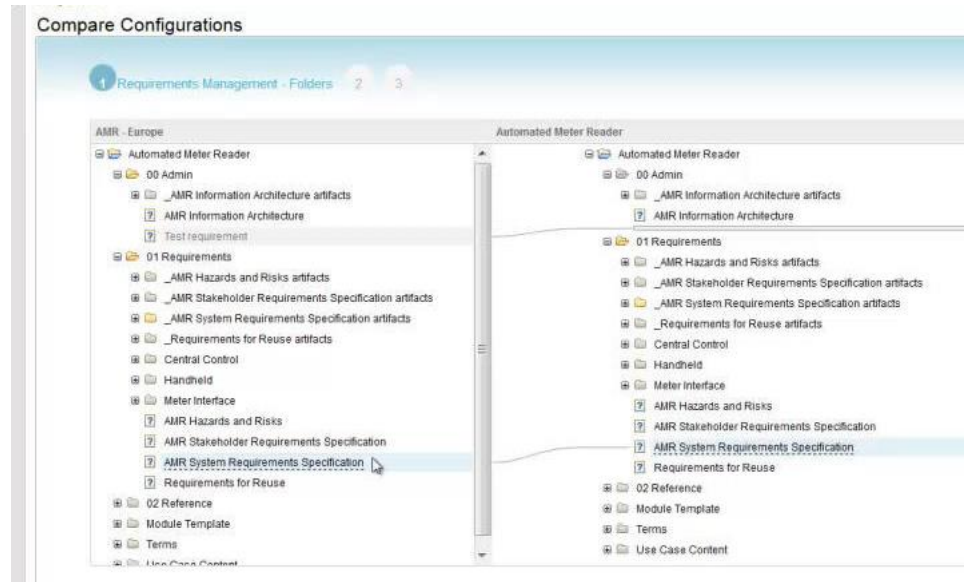 Compare Configurations
1 Requirements Management - Folders 2 3
AMR - Europe
Automated Meter Reader
00 Admin
_AMR Information Architecture artifacts
AMR Information Architecture
Test requirement
01 Requirements
_AMR Hazards and Risks artifacts
_AMR Stakeholder Requirements Specification artifacts
_AMR System Requirements Specification artifacts
_Requirements for Reuse artifacts
Central Control
Handheld
Meter Interface
AMR Hazards and Risks
AMR Stakeholder Requirements Specification
AMR System Requirements Specification
Requirements for Reuse
02 Reference
Module Template
Terms
Use Case Content
Automated Meter Reader
Automated Meter Reader
00 Admin
_AMR Information Architecture artifacts
AMR Information Architecture
01 Requirements
_AMR Hazards and Risks artifacts
_AMR Stakeholder Requirements Specification artifacts
_AMR System Requirements Specification artifacts
_Requirements for Reuse artifacts
Central Control
Handheld
Meter Interface
AMR Hazards and Risks
AMR Stakeholder Requirements Specification
AMR System Requirements Specification
Requirements for Reuse
02 Reference
Module Template
Terms
Use Case Content